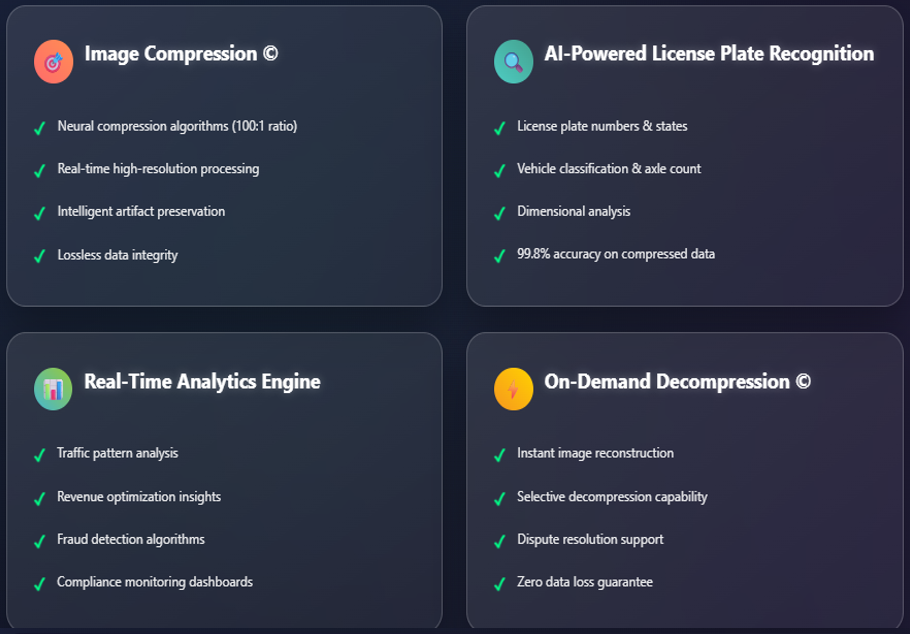 Image Compression ©
Neural compression algorithms (100:1 ratio)
Real-time high-resolution processing
Intelligent artifact preservation
Lossless data integrity
AI-Powered License Plate Recognition
License plate numbers & states
Vehicle classification & axle count
Dimensional analysis
99.8% accuracy on compressed data
Real-Time Analytics Engine
Traffic pattern analysis
Revenue optimization insights
Fraud detection algorithms
Compliance monitoring dashboards
On-Demand Decompression ©
Instant image reconstruction
Selective decompression capability
Dispute resolution support
Zero data loss guarantee